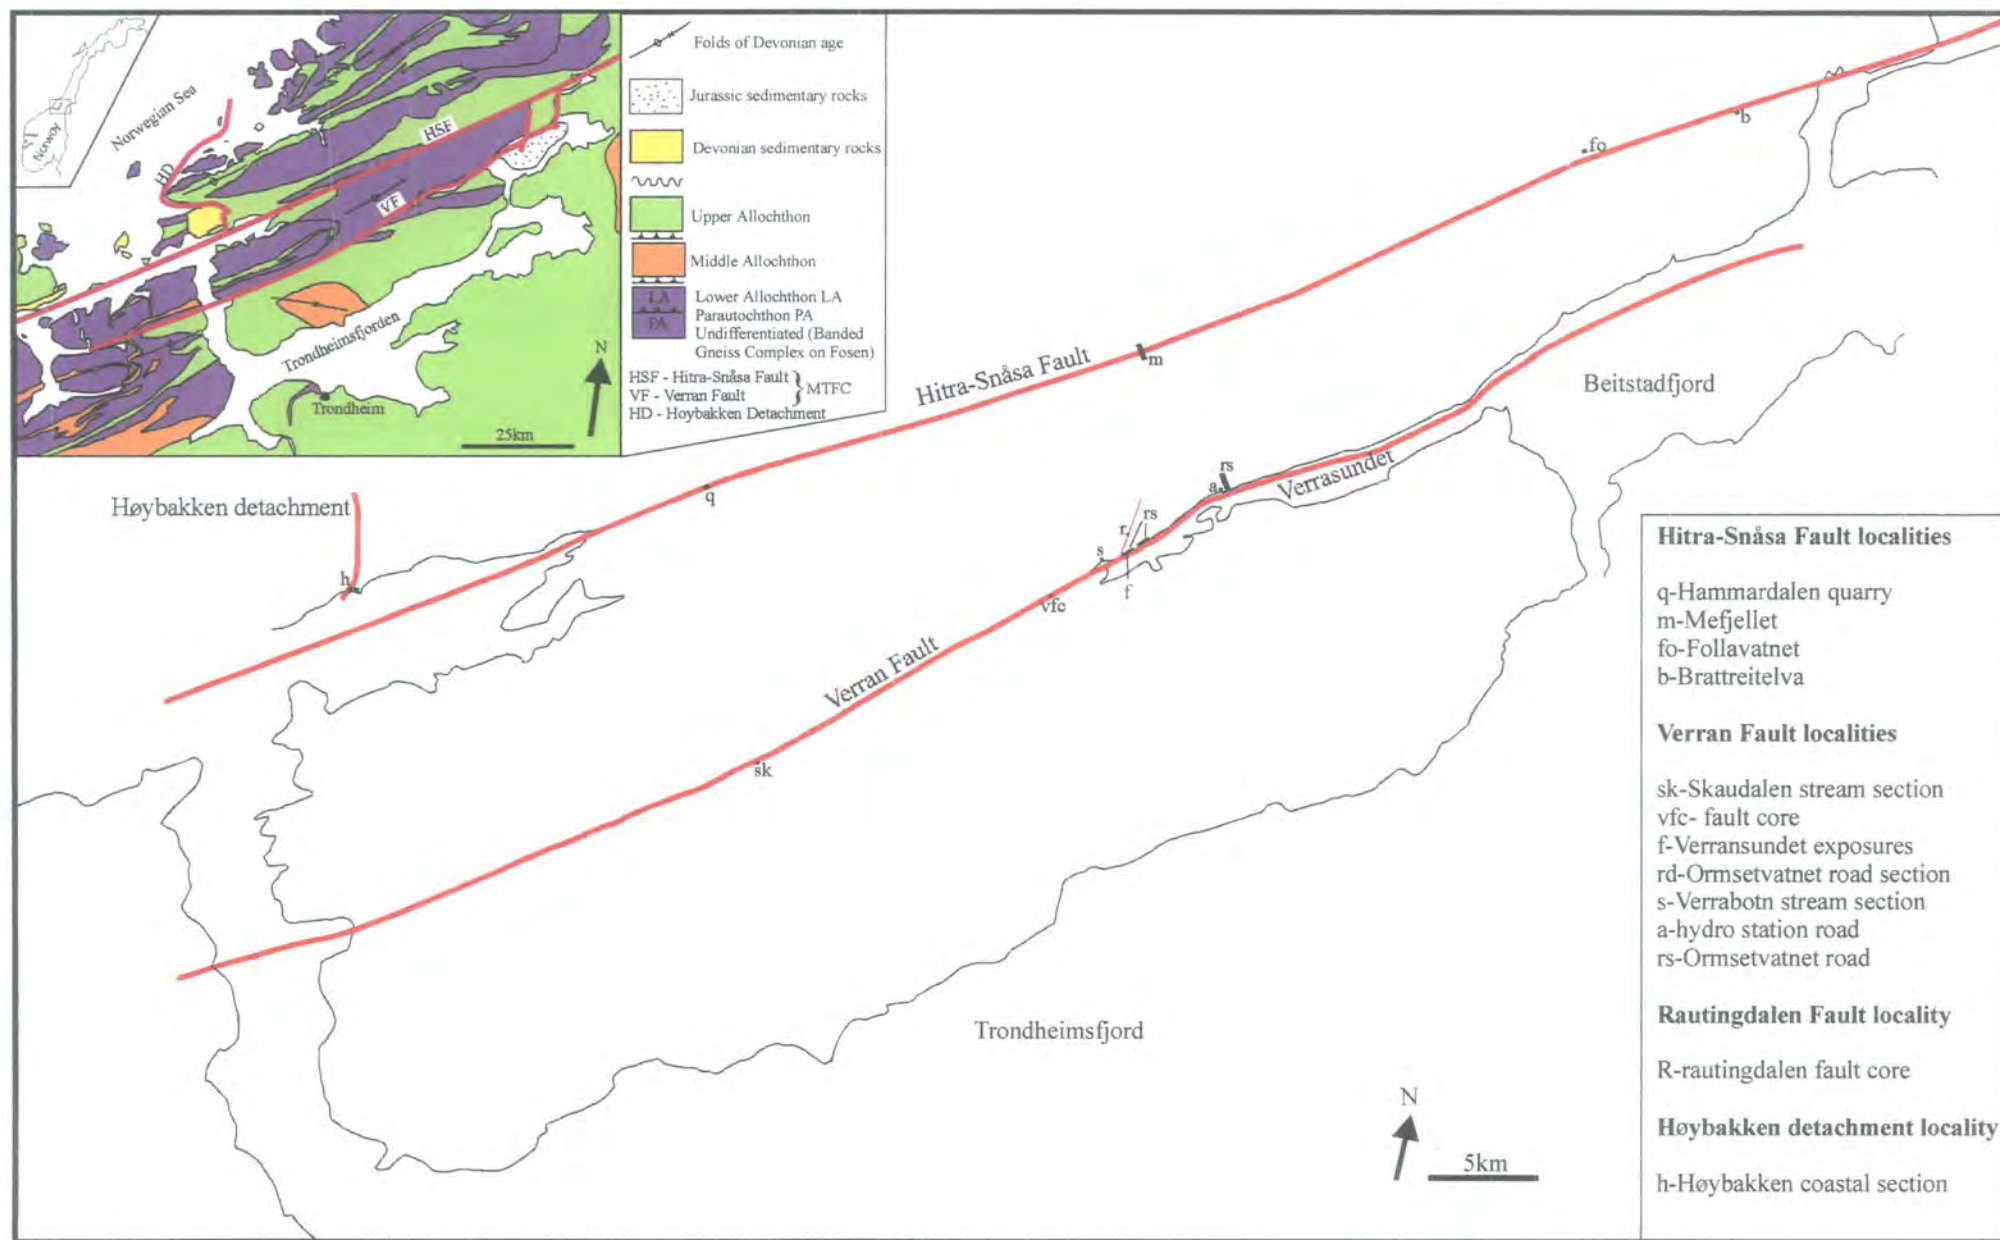 Norway
Norwegian Sea
HD
HSF
VF
Trondheimsfjorden
Trondheim
25km
N
Folds of Devonian age
Jurassic sedimentary rocks
Devonian sedimentary rocks
Upper Allochthon
Middle Allochthon
LA
PA
Lower Allochthon LA
Parautochthon PA
Undifferentiated (Banded
Gneiss Complex on Fosen)
HSF - Hitra-Snåsa Fault
VF - Verran Fault
MTFC
HD - Hoybakken Detachment
b
fo
m
Hitra-Snåsa Fault
Beitstadfjord
q
Høybakken detachment
h
rs
a
Verrasundet
rs
r
s
f
vfc
Verran Fault
sk
Trondheimsfjord
N
5km
Hitra-Snåsa Fault localities
q-Hammardalen quarry
m-Mefjellet
fo-Follavatnet
b-Brattreitelva
Verran Fault localities
sk-Skaudalen stream section
vfc- fault core
f-Verransundet exposures
rd-Ormsetvatnet road section
s-Verrabotn stream section
a-hydro station road
rs-Ormsetvatnet road
Rautingdalen Fault locality
R-rautingdalen fault core
Høybakken detachment locality
h-Høybakken coastal section